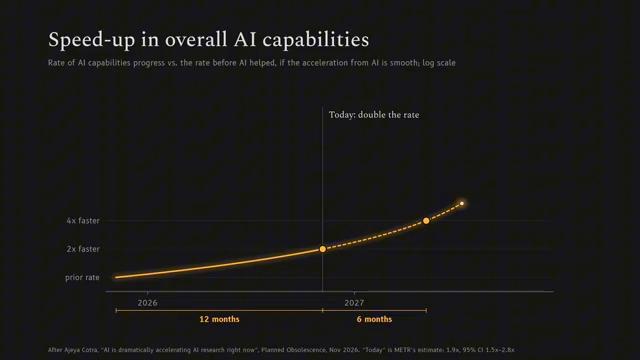 Speed-up in overall AI capabilities
Rate of AI capabilities progress vs. the rate before AI helped, if the acceleration from AI is smooth; log scale
Today: double the rate
4x faster
2x faster
prior rate
2026
2027
12 months
6 months
After Ajeya Cotra, "AI is dramatically accelerating AI research right now", Planned Obsolescence, Nov 2026. "Today" is METR's estimate: 1.9x, 95% CI 1.5x–2.8x